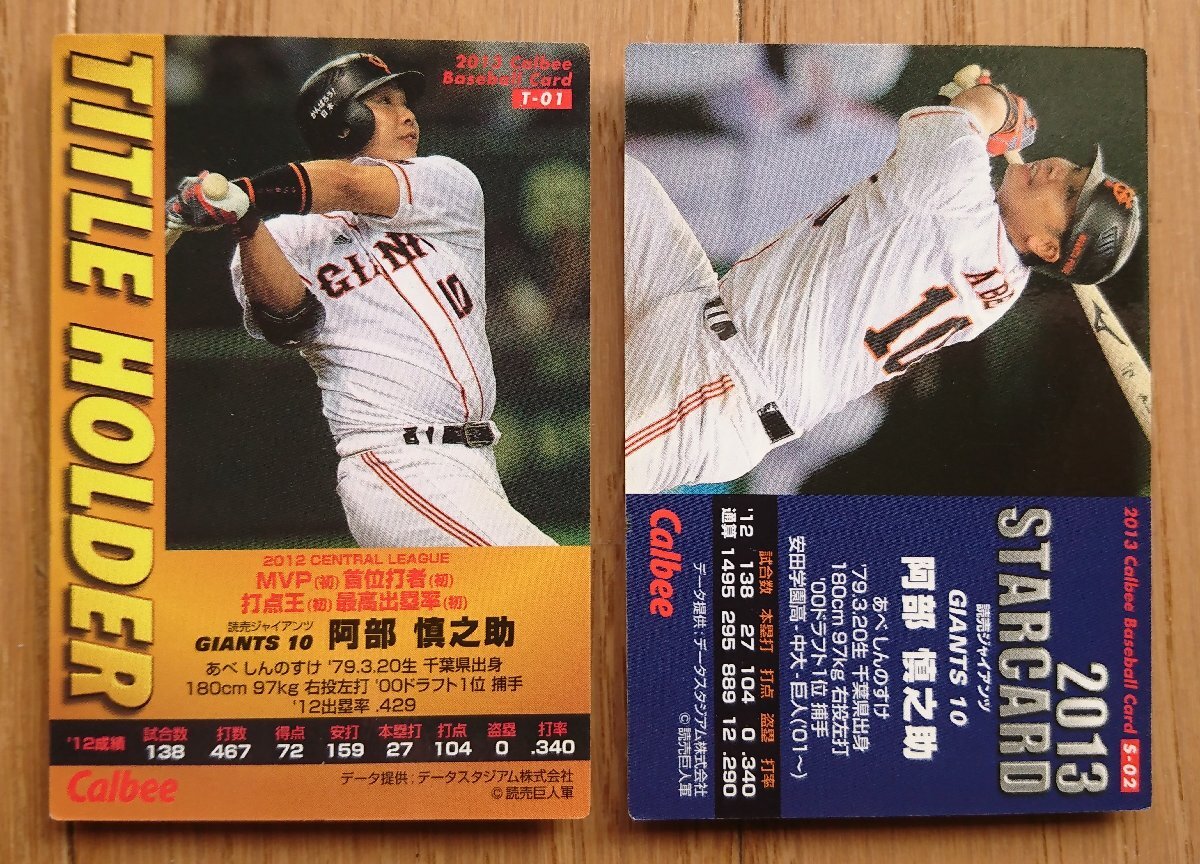 TITLE HOLDER
2013 Calbee
Baseball Card
T-01
がんばろう!
日本
GIANTS
10
2012 CENTRAL LEAGUE
MVP(初) 首位打者(初)
打点王(初) 最高出塁率(初)
読売ジャイアンツ
GIANTS 10 阿部 慎之助
あべ しんのすけ '79.3.20生 千葉県出身
180cm 97kg 右投左打 '00ドラフト1位 捕手
'12出塁率 .429
'12成績 試合数 打数 得点 安打 本塁打 打点 盗塁 打率
138 467 72 159 27 104 0 .340
Calbee
データ提供:データスタジアム株式会社
©読売巨人軍
ABE
10
2013 Calbee Baseball Card S-02
2013
STARCARD
読売ジャイアンツ
GIANTS 10
阿部 慎之助
あべ しんのすけ
'79.3.20生 千葉県出身
180cm 97kg 右投左打
'00ドラフト1位 捕手
安田学園高-中大-巨人('01~)
試合数 本塁打 打点 盗塁 打率
'12 138 27 104 0 .340
通算 1495 295 889 12 .290
Calbee
データ提供:データスタジアム株式会社
©読売巨人軍